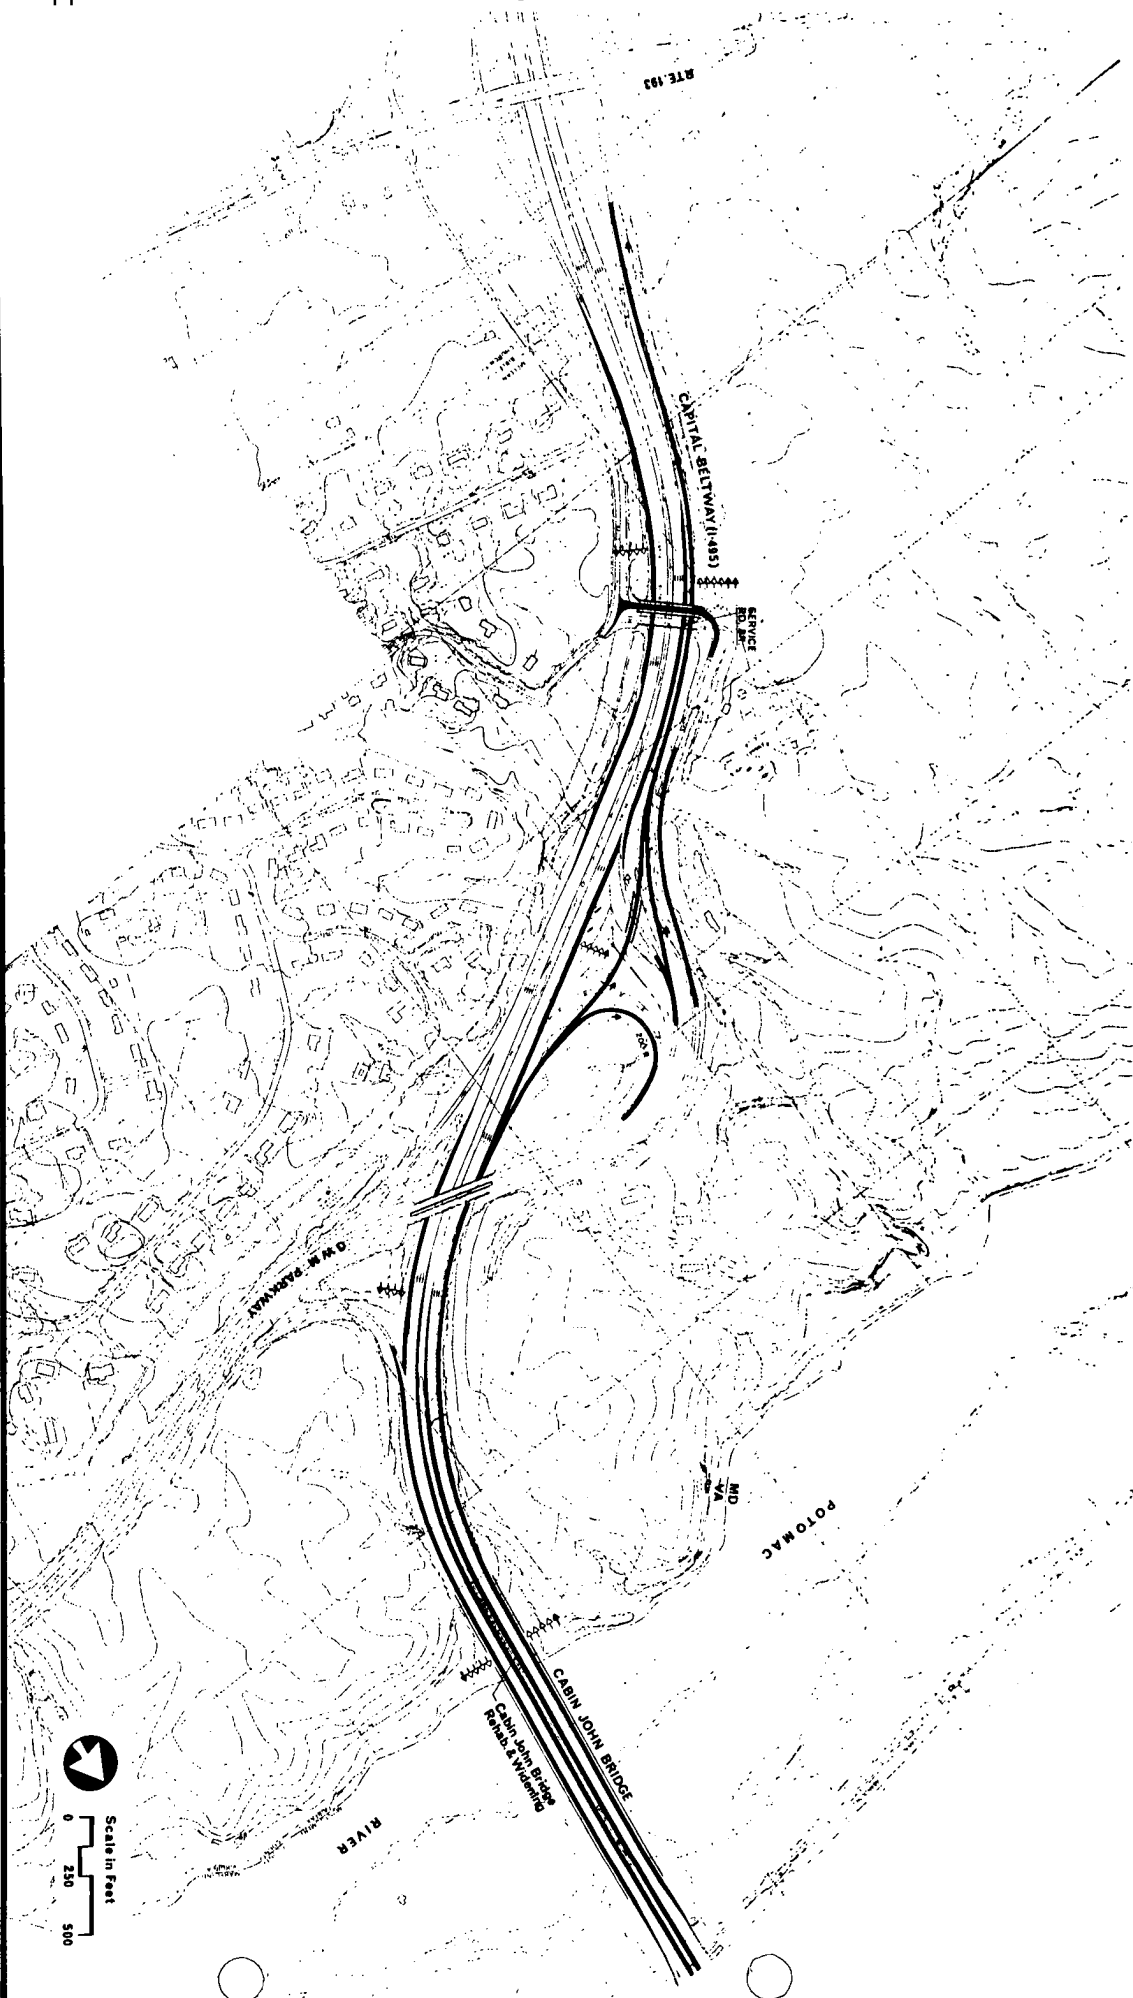 RTE. 193
CAPITAL BELTWAY (I-495)
SERVICE
RD. BR.
G W M PARKWAY
MD
VA
POTOMAC
CABIN JOHN BRIDGE
Cabin John Bridge
Rehab. & Widening
RIVER
Scale in Feet
0 250 500